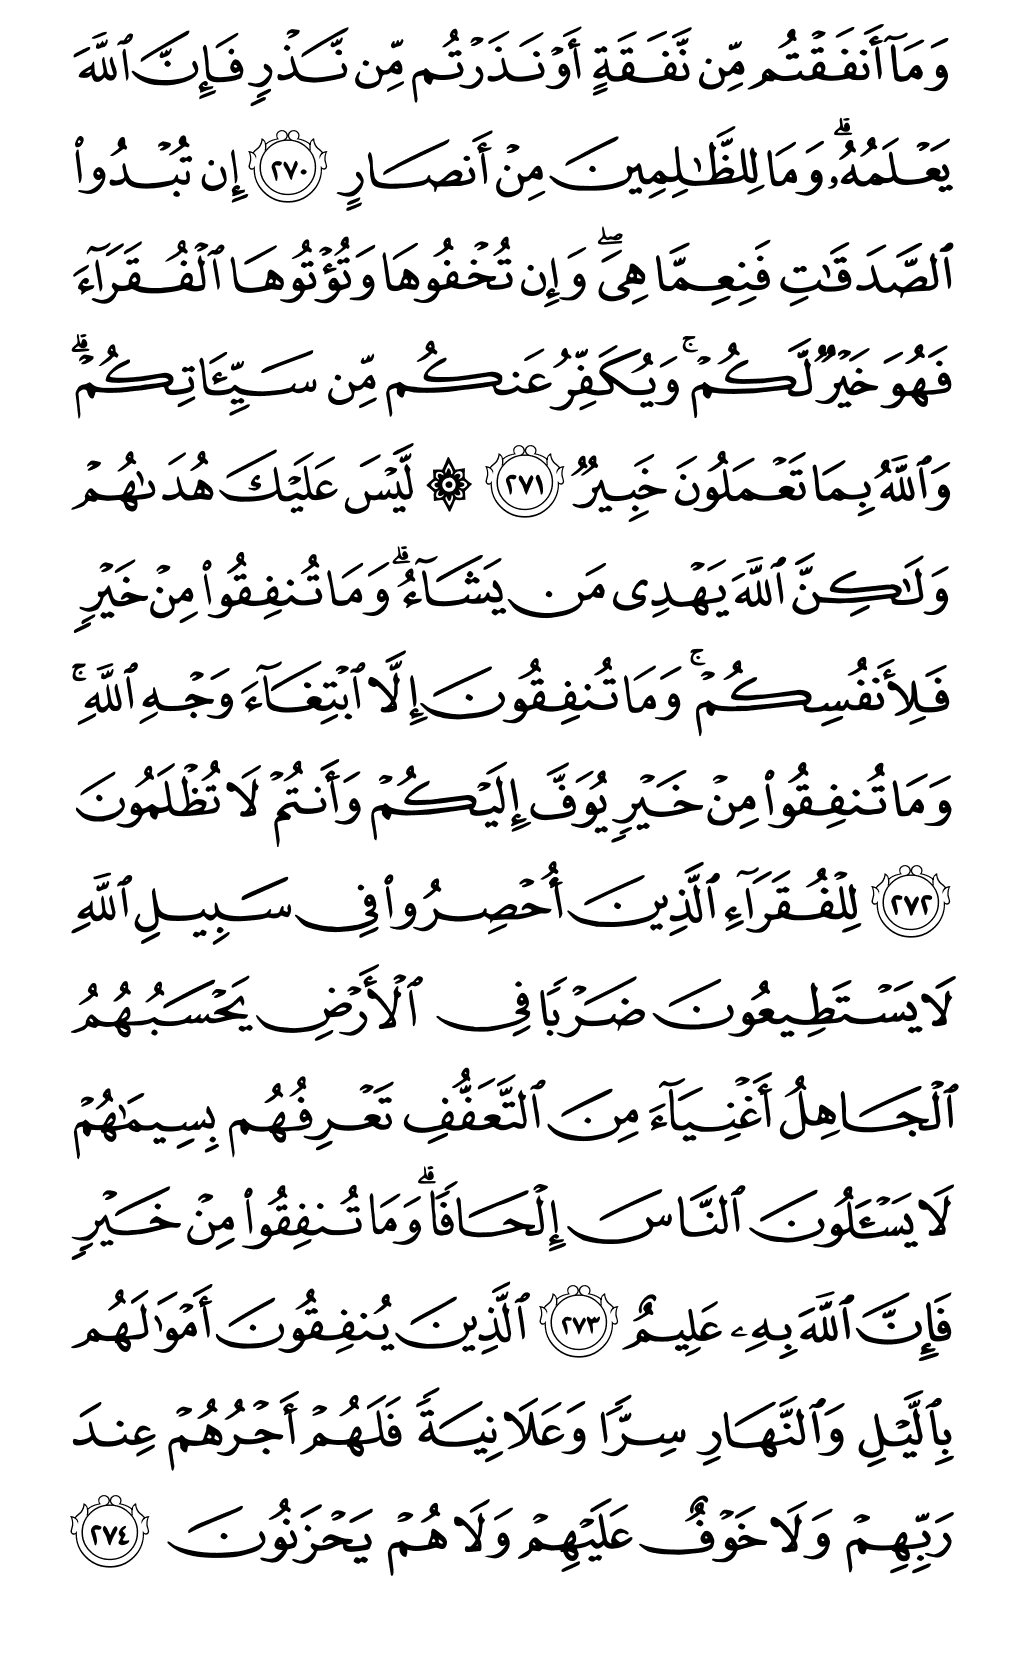 وَمَآ أَنفَقْتُم مِّن نَّفَقَةٍ أَوْ نَذَرْتُم مِّن نَّذْرٍ فَإِنَّ ٱللَّهَ
يَعْلَمُهُۥ ۗ وَمَا لِلظَّـٰلِمِينَ مِنْ أَنصَارٍ ٢٧٠ إِن تُبْدُوا۟
ٱلصَّدَقَـٰتِ فَنِعِمَّا هِىَ ۖ وَإِن تُخْفُوهَا وَتُؤْتُوهَا ٱلْفُقَرَآءَ
فَهُوَ خَيْرٌ لَّكُمْ ۚ وَيُكَفِّرُ عَنكُم مِّن سَيِّـَٔاتِكُمْ ۗ
وَٱللَّهُ بِمَا تَعْمَلُونَ خَبِيرٌ ٢٧١ ۞ لَّيْسَ عَلَيْكَ هُدَىٰهُمْ
وَلَـٰكِنَّ ٱللَّهَ يَهْدِى مَن يَشَآءُ ۗ وَمَا تُنفِقُوا۟ مِنْ خَيْرٍ
فَلِأَنفُسِكُمْ ۚ وَمَا تُنفِقُونَ إِلَّا ٱبْتِغَآءَ وَجْهِ ٱللَّهِ ۚ
وَمَا تُنفِقُوا۟ مِنْ خَيْرٍ يُوَفَّ إِلَيْكُمْ وَأَنتُمْ لَا تُظْلَمُونَ
٢٧٢ لِلْفُقَرَآءِ ٱلَّذِينَ أُحْصِرُوا۟ فِى سَبِيلِ ٱللَّهِ
لَا يَسْتَطِيعُونَ ضَرْبًا فِى ٱلْأَرْضِ يَحْسَبُهُمُ
ٱلْجَاهِلُ أَغْنِيَآءَ مِنَ ٱلتَّعَفُّفِ تَعْرِفُهُم بِسِيمَـٰهُمْ
لَا يَسْـَٔلُونَ ٱلنَّاسَ إِلْحَافًا ۗ وَمَا تُنفِقُوا۟ مِنْ خَيْرٍ
فَإِنَّ ٱللَّهَ بِهِۦ عَلِيمٌ ٢٧٣ ٱلَّذِينَ يُنفِقُونَ أَمْوَٰلَهُم
بِٱلَّيْلِ وَٱلنَّهَارِ سِرًّا وَعَلَانِيَةً فَلَهُمْ أَجْرُهُمْ عِندَ
رَبِّهِمْ وَلَا خَوْفٌ عَلَيْهِمْ وَلَا هُمْ يَحْزَنُونَ ٢٧٤